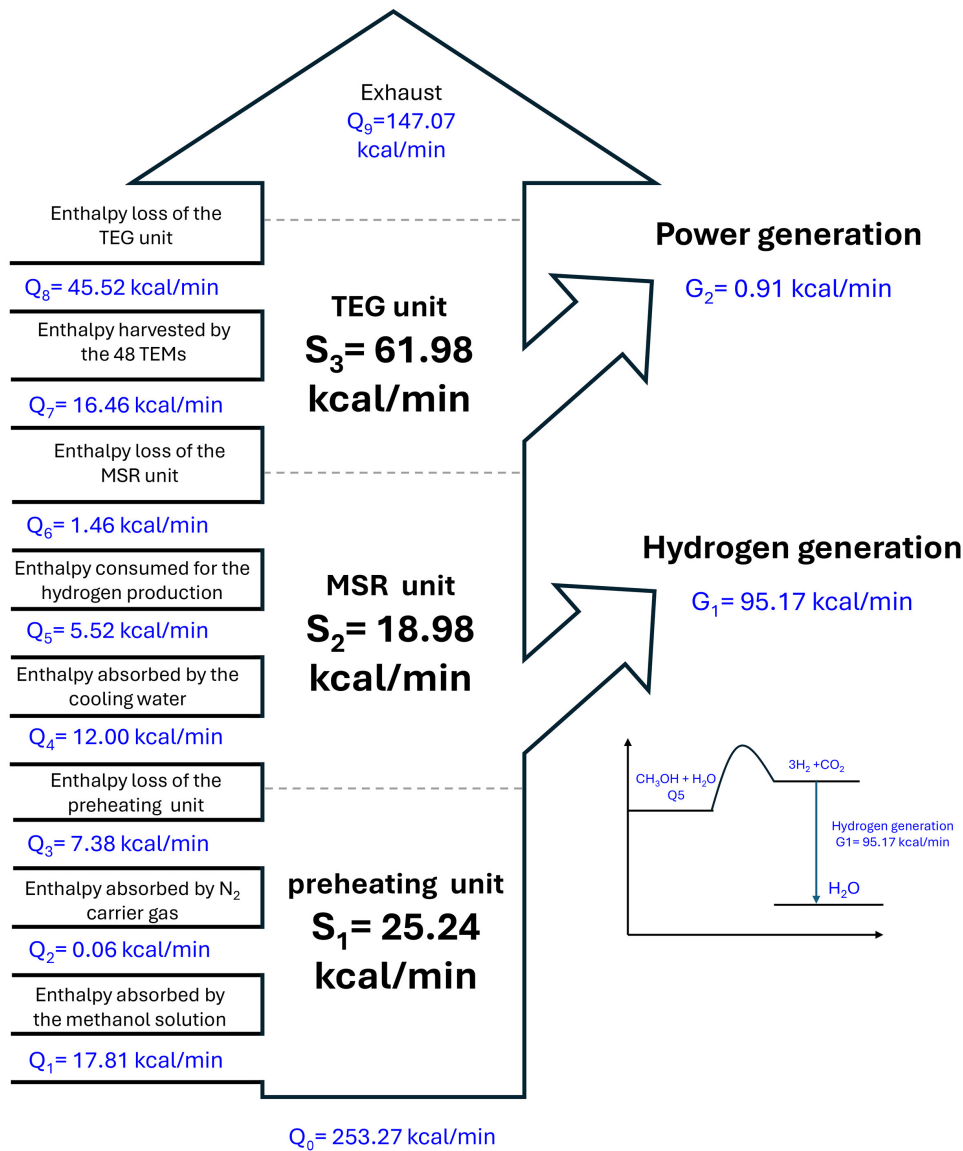 Exhaust
Q₉=147.07
kcal/min
Enthalpy loss of the
TEG unit
Q₈= 45.52 kcal/min
Enthalpy harvested by
the 48 TEMs
Q₇= 16.46 kcal/min
Enthalpy loss of the
MSR unit
Q₆= 1.46 kcal/min
Enthalpy consumed for the
hydrogen production
Q₅= 5.52 kcal/min
Enthalpy absorbed by the
cooling water
Q₄= 12.00 kcal/min
Enthalpy loss of the
preheating unit
Q₃= 7.38 kcal/min
Enthalpy absorbed by N₂
carrier gas
Q₂= 0.06 kcal/min
Enthalpy absorbed by
the methanol solution
Q₁= 17.81 kcal/min
TEG unit
S₃= 61.98
kcal/min
MSR unit
S₂= 18.98
kcal/min
preheating unit
S₁= 25.24
kcal/min
Q₀= 253.27 kcal/min
Power generation
G₂= 0.91 kcal/min
Hydrogen generation
G₁= 95.17 kcal/min
CH₃OH + H₂O
Q5
3H₂ +CO₂
Hydrogen generation
G1= 95.17 kcal/min
H₂O